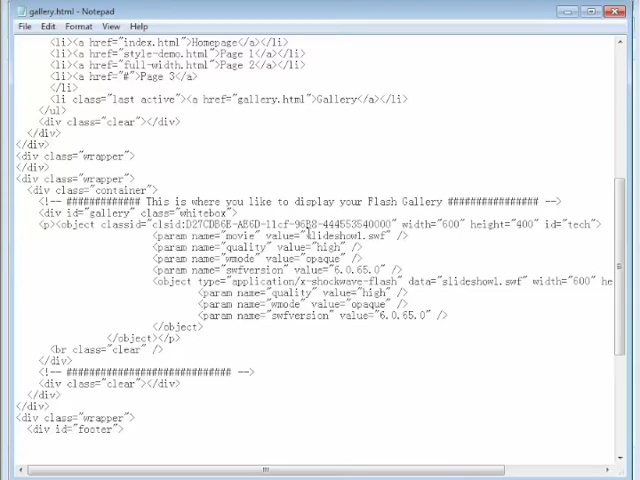 gallery.html - Notepad
File Edit Format View Help
<li><a href="index.html">Homepage</a></li>
<li><a href="style-demo.html">Page 1</a></li>
<li><a href="full-width.html">Page 2</a></li>
<li><a href="#">Page 3</a>
</li>
<li class="last active"><a href="gallery.html">Gallery</a></li>
</ul>
<div class="clear"></div>
</div>
</div>
<div class="wrapper">
</div>
<div class="wrapper">
<div class="container">
<!-- ############# This is where you like to display your Flash Gallery ################ -->
<div id="gallery" class="whitebox">
<p><object classid="clsid:D27CDB6E-AE6D-11cf-96B8-444553540000" width="600" height="400" id="tech">
<param name="movie" value="slideshow1.swf" />
<param name="quality" value="high" />
<param name="wmode" value="opaque" />
<param name="swfversion" value="6.0.65.0" />
<object type="application/x-shockwave-flash" data="slideshow1.swf" width="600" he
<param name="quality" value="high" />
<param name="wmode" value="opaque" />
<param name="swfversion" value="6.0.65.0" />
</object>
</object></p>
<br class="clear" />
</div>
<!-- ############################# -->
<div class="clear"></div>
</div>
</div>
<div class="wrapper">
<div id="footer">